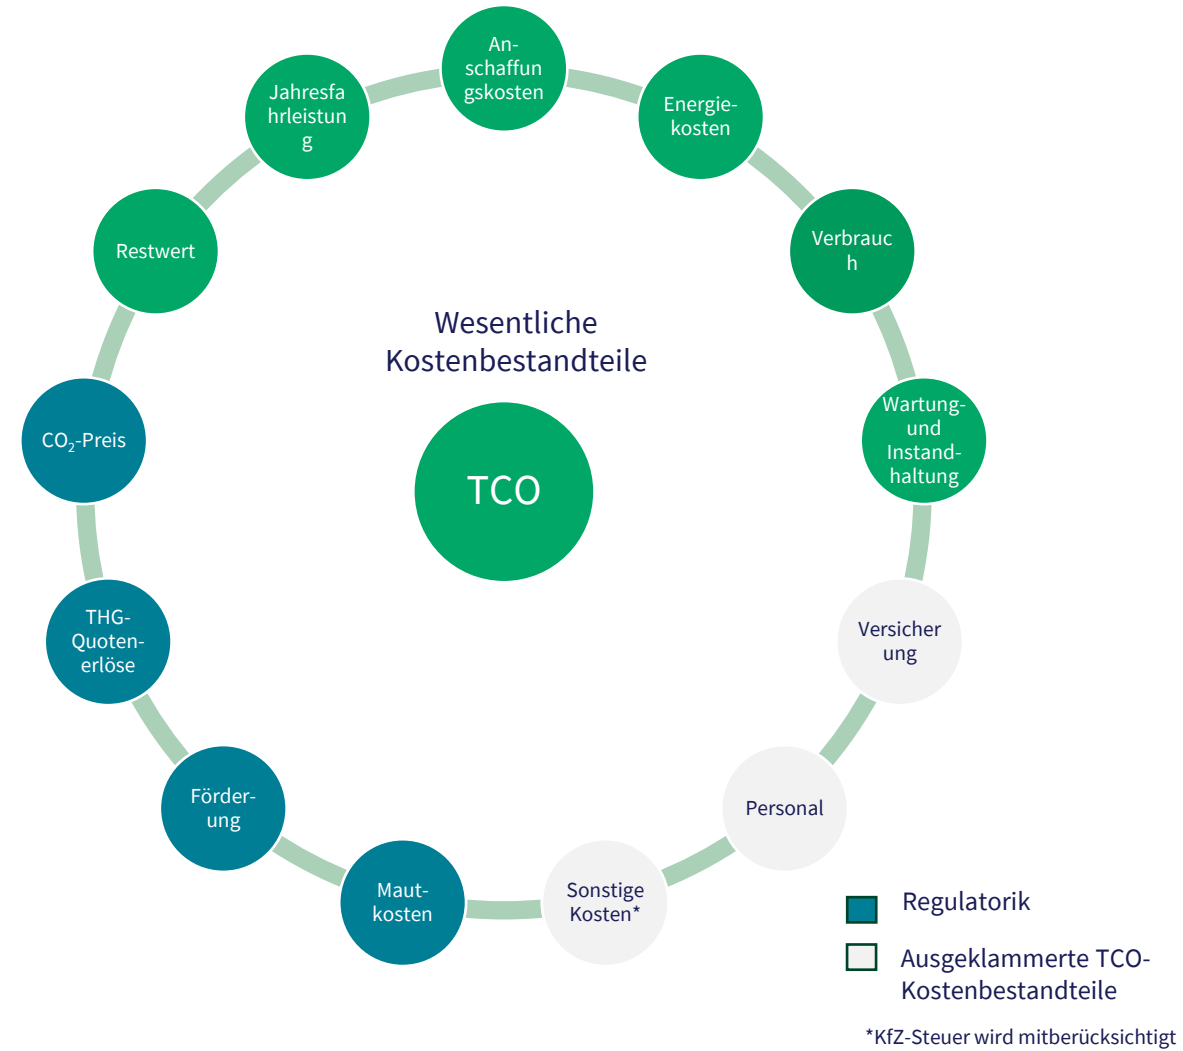 An-
schaffun
gskosten
Energie-
kosten
Verbrauc
h
Wartung-
und
Instand-
haltung
Versicher
ung
Personal
Sonstige
Kosten*
Maut-
kosten
Förder-
ung
THG-
Quoten-
erlöse
CO₂-Preis
Restwert
Jahresfa
hrleistun
g
Wesentliche
Kostenbestandteile
TCO
Regulatorik
Ausgeklammerte TCO-
Kostenbestandteile
*KfZ-Steuer wird mitberücksichtigt